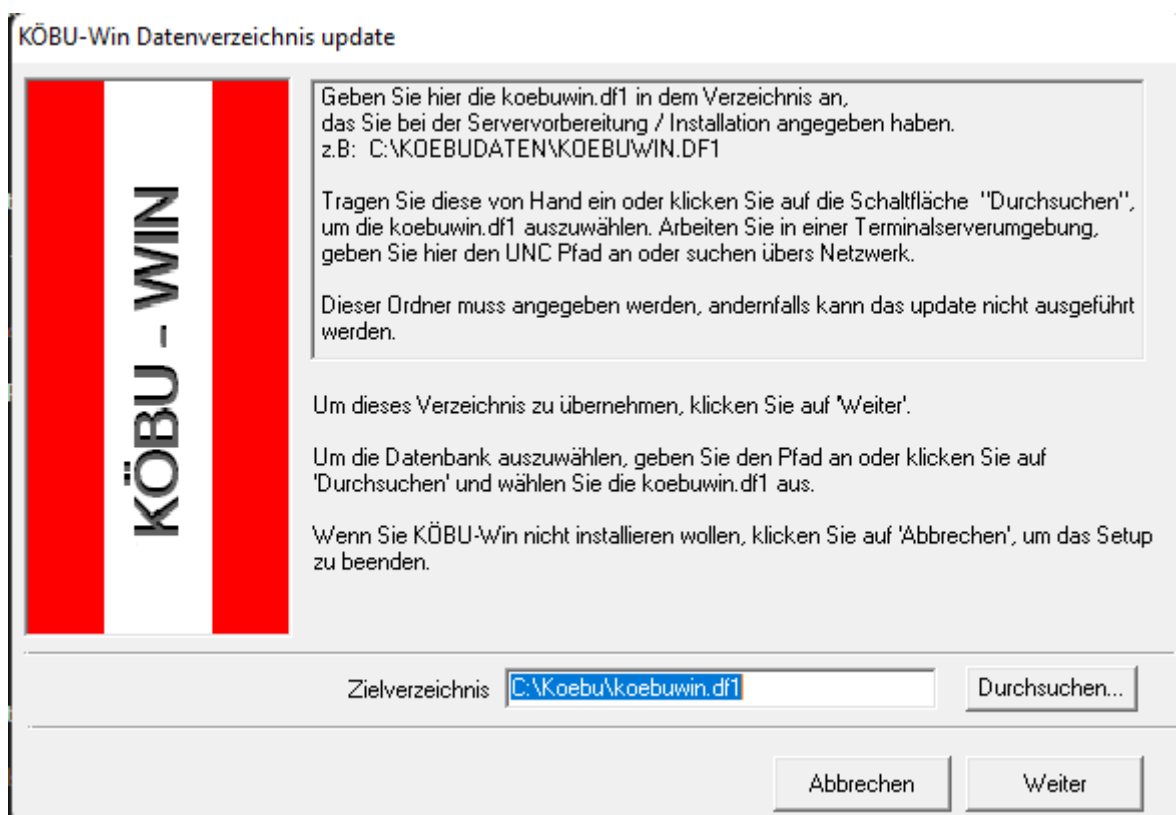 KÖBU-Win Datenverzeichnis update
KÖBU - WIN
Geben Sie hier die koebuwin.df1 in dem Verzeichnis an,
das Sie bei der Servervorbereitung / Installation angegeben haben.
z.B:  C:\KOEBUDATEN\KOEBUWIN.DF1
Tragen Sie diese von Hand ein oder klicken Sie auf die Schaltfläche  "Durchsuchen",
um die koebuwin.df1 auszuwählen. Arbeiten Sie in einer Terminalserverumgebung,
geben Sie hier den UNC Pfad an oder suchen übers Netzwerk.
Dieser Ordner muss angegeben werden, andernfalls kann das update nicht ausgeführt
werden.
Um dieses Verzeichnis zu übernehmen, klicken Sie auf 'Weiter'.
Um die Datenbank auszuwählen, geben Sie den Pfad an oder klicken Sie auf
'Durchsuchen' und wählen Sie die koebuwin.df1 aus.
Wenn Sie KÖBU-Win nicht installieren wollen, klicken Sie auf 'Abbrechen', um das Setup
zu beenden.
Zielverzeichnis C:\Koebu\koebuwin.df1 Durchsuchen...
Abbrechen Weiter